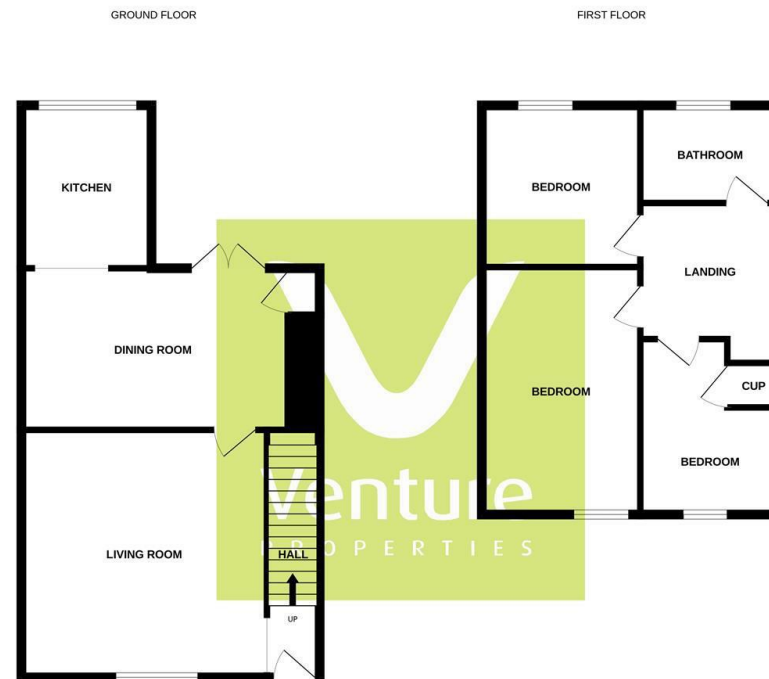 GROUND FLOOR
FIRST FLOOR
KITCHEN
DINING ROOM
LIVING ROOM
HALL
UP
BEDROOM
BATHROOM
LANDING
BEDROOM
CUP
BEDROOM
Venture
PROPERTIES